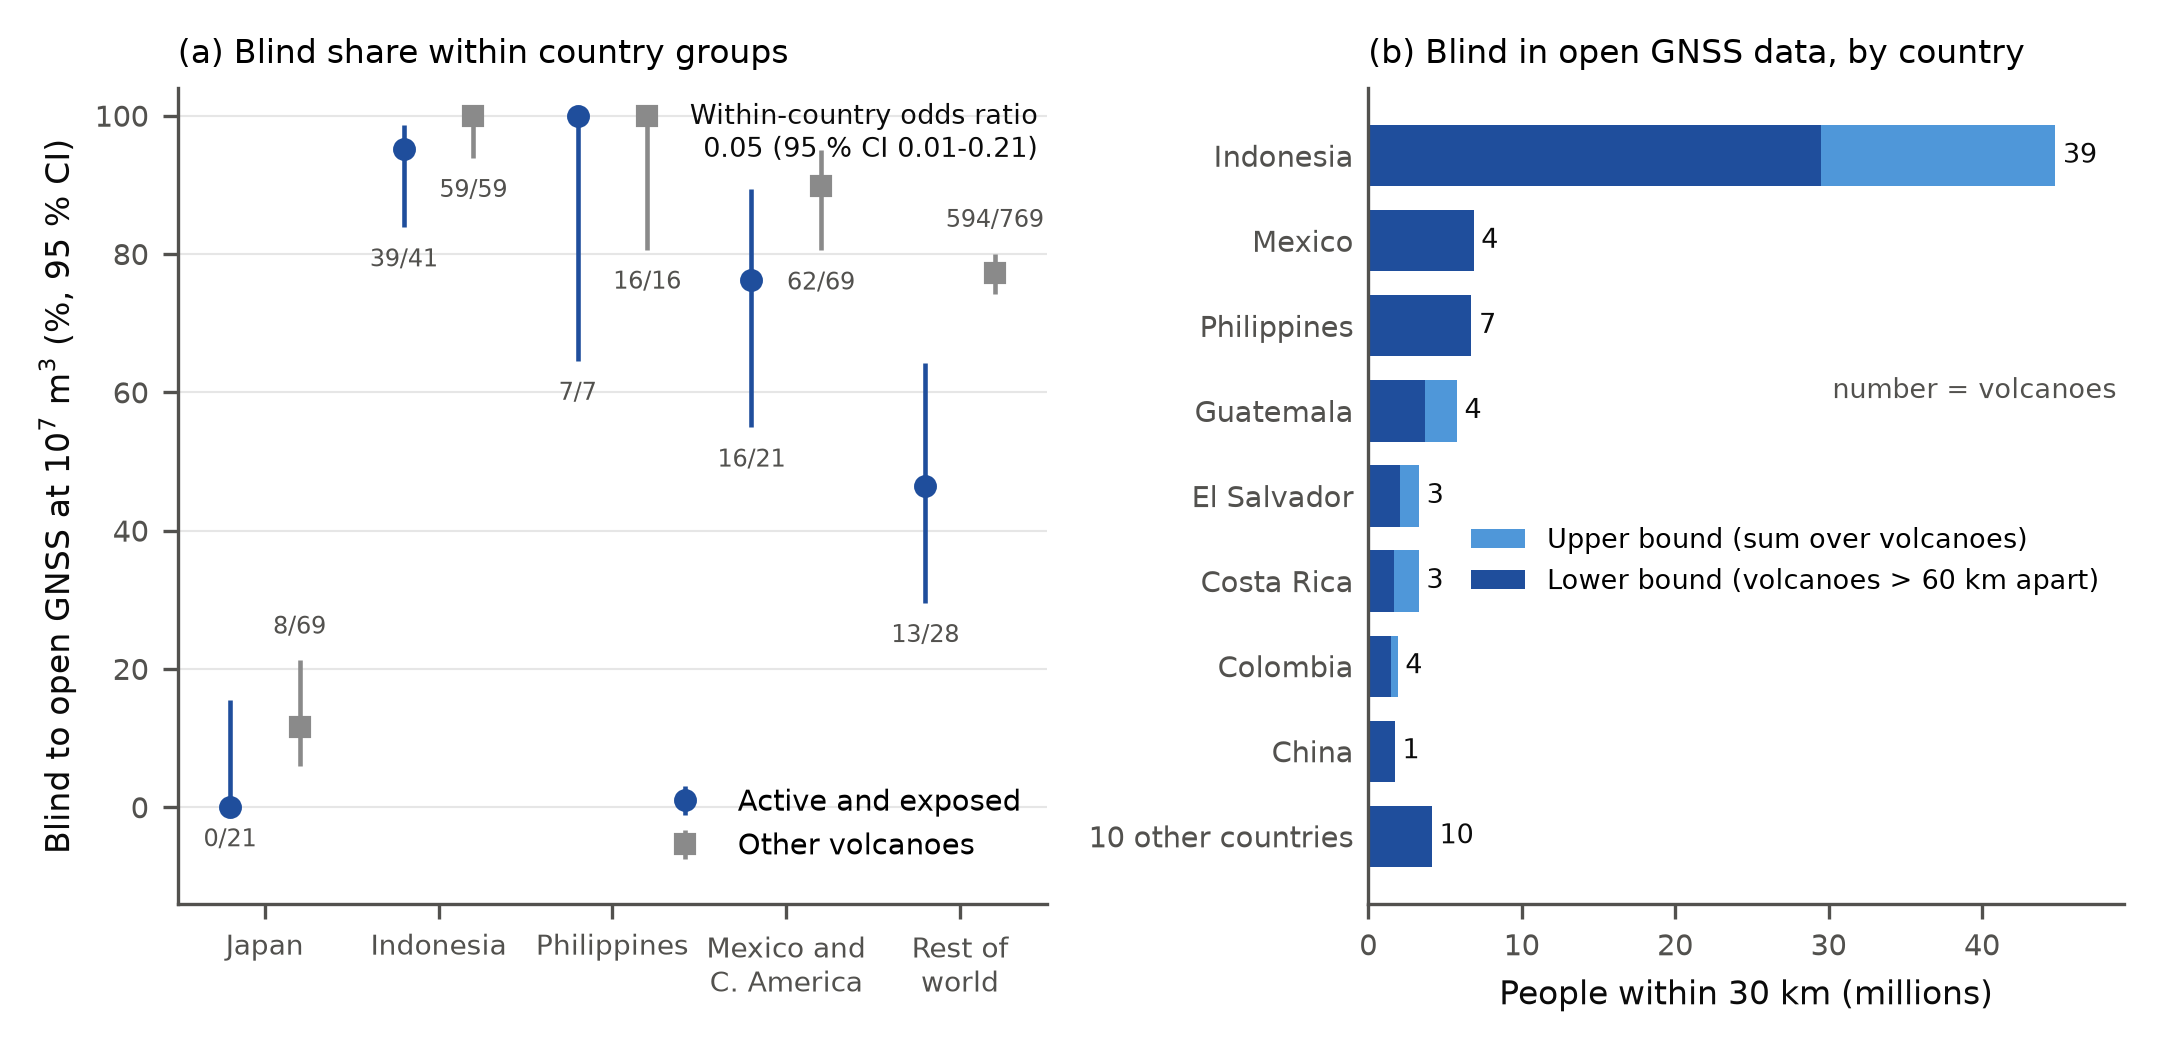 (a) Blind share within country groups
Blind to open GNSS at 10⁷ m³ (%, 95 % CI)
100
80
60
40
20
0
Within-country odds ratio
0.05 (95 % CI 0.01-0.21)
59/59
39/41
16/16
7/7
62/69
16/21
594/769
13/28
8/69
0/21
Active and exposed
Other volcanoes
Japan
Indonesia
Philippines
Mexico and
C. America
Rest of
world
(b) Blind in open GNSS data, by country
Indonesia
39
Mexico
4
Philippines
7
Guatemala
4
number = volcanoes
El Salvador
3
Costa Rica
3
Upper bound (sum over volcanoes)
Lower bound (volcanoes > 60 km apart)
Colombia
4
China
1
10 other countries
10
0
10
20
30
40
People within 30 km (millions)